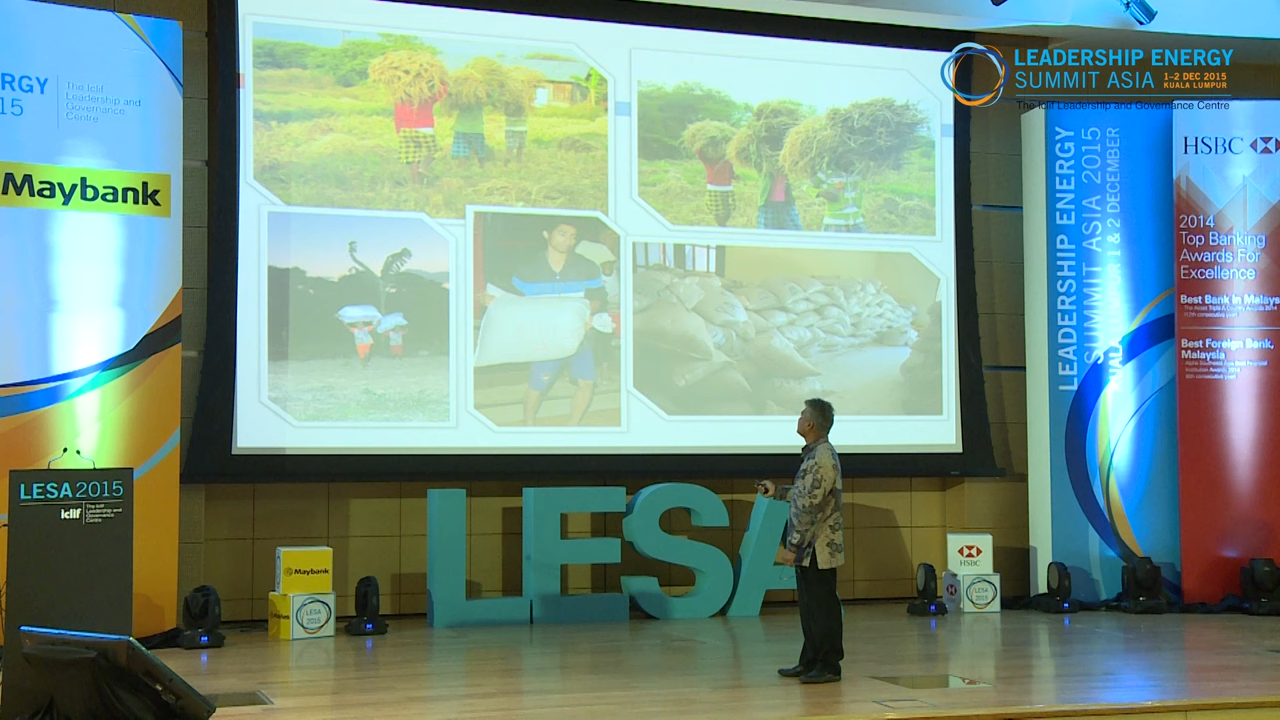 RGY
15
The Iclif
Leadership and
Governance
Centre
Maybank
LESA 2015
iclif
The Iclif
Leadership and
Governance
Centre
Maybank
LESA
2015
LESA
LEADERSHIP ENERGY
SUMMIT ASIA 1–2 DEC 2015
KUALA LUMPUR
The Iclif Leadership and Governance Centre
LEADERSHIP ENERGY
SUMMIT ASIA 2015
HSBC
2014
Top Banking
Awards For
Excellence
Best Bank in Malays
Best Foreign Bank,
Malaysia
HSBC
LESA
2015